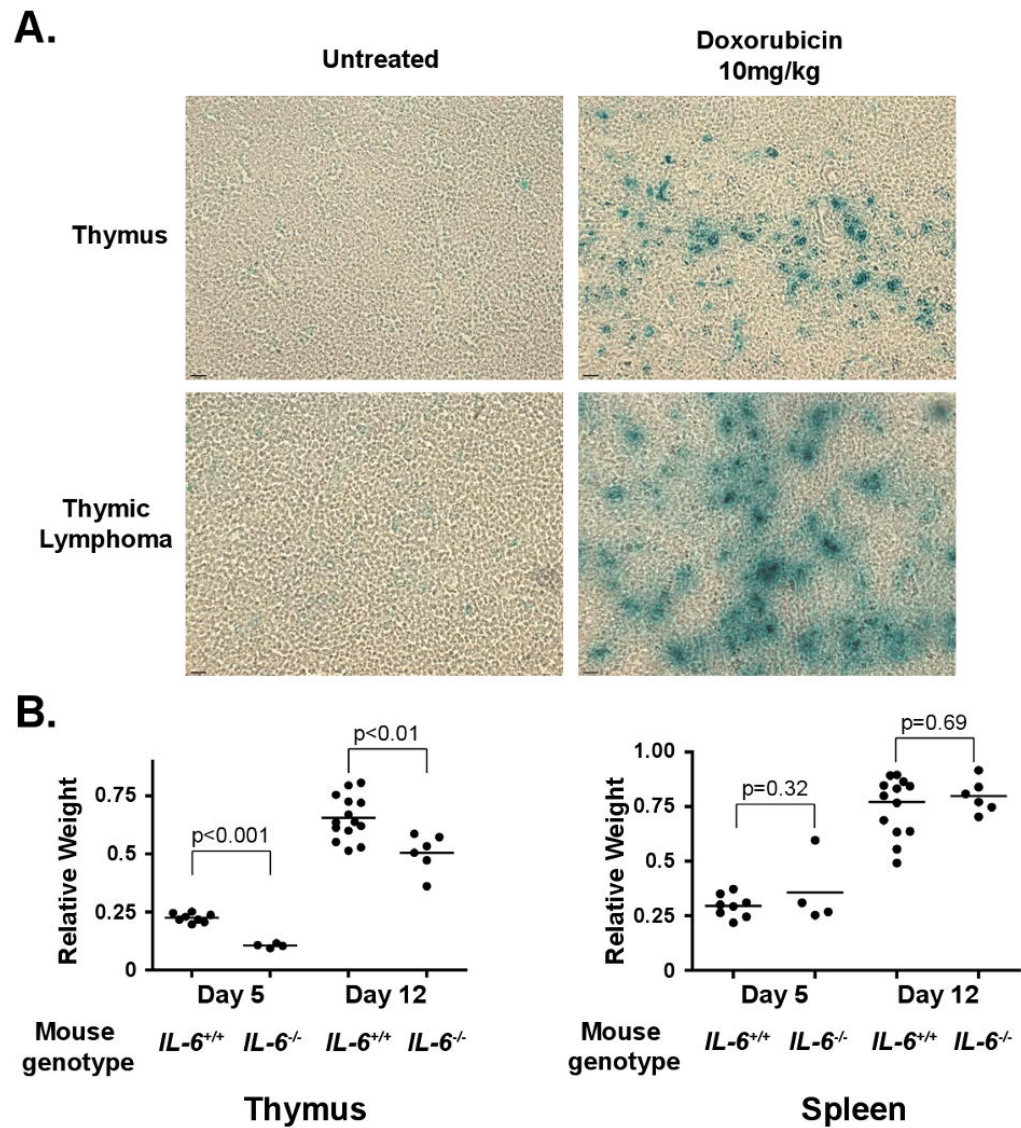 A.
Untreated
Doxorubicin
10mg/kg
Thymus
Thymic
Lymphoma
B.
Relative Weight
0.75
0.5
0.25
0
p<0.001
p<0.01
Day 5
Day 12
Mouse
genotype
IL-6+/+
IL-6-/-
IL-6+/+
IL-6-/-
Thymus
Relative Weight
1.00
0.75
0.5
0.25
0
p=0.32
p=0.69
Day 5
Day 12
Mouse
genotype
IL-6+/+
IL-6-/-
IL-6+/+
IL-6-/-
Spleen